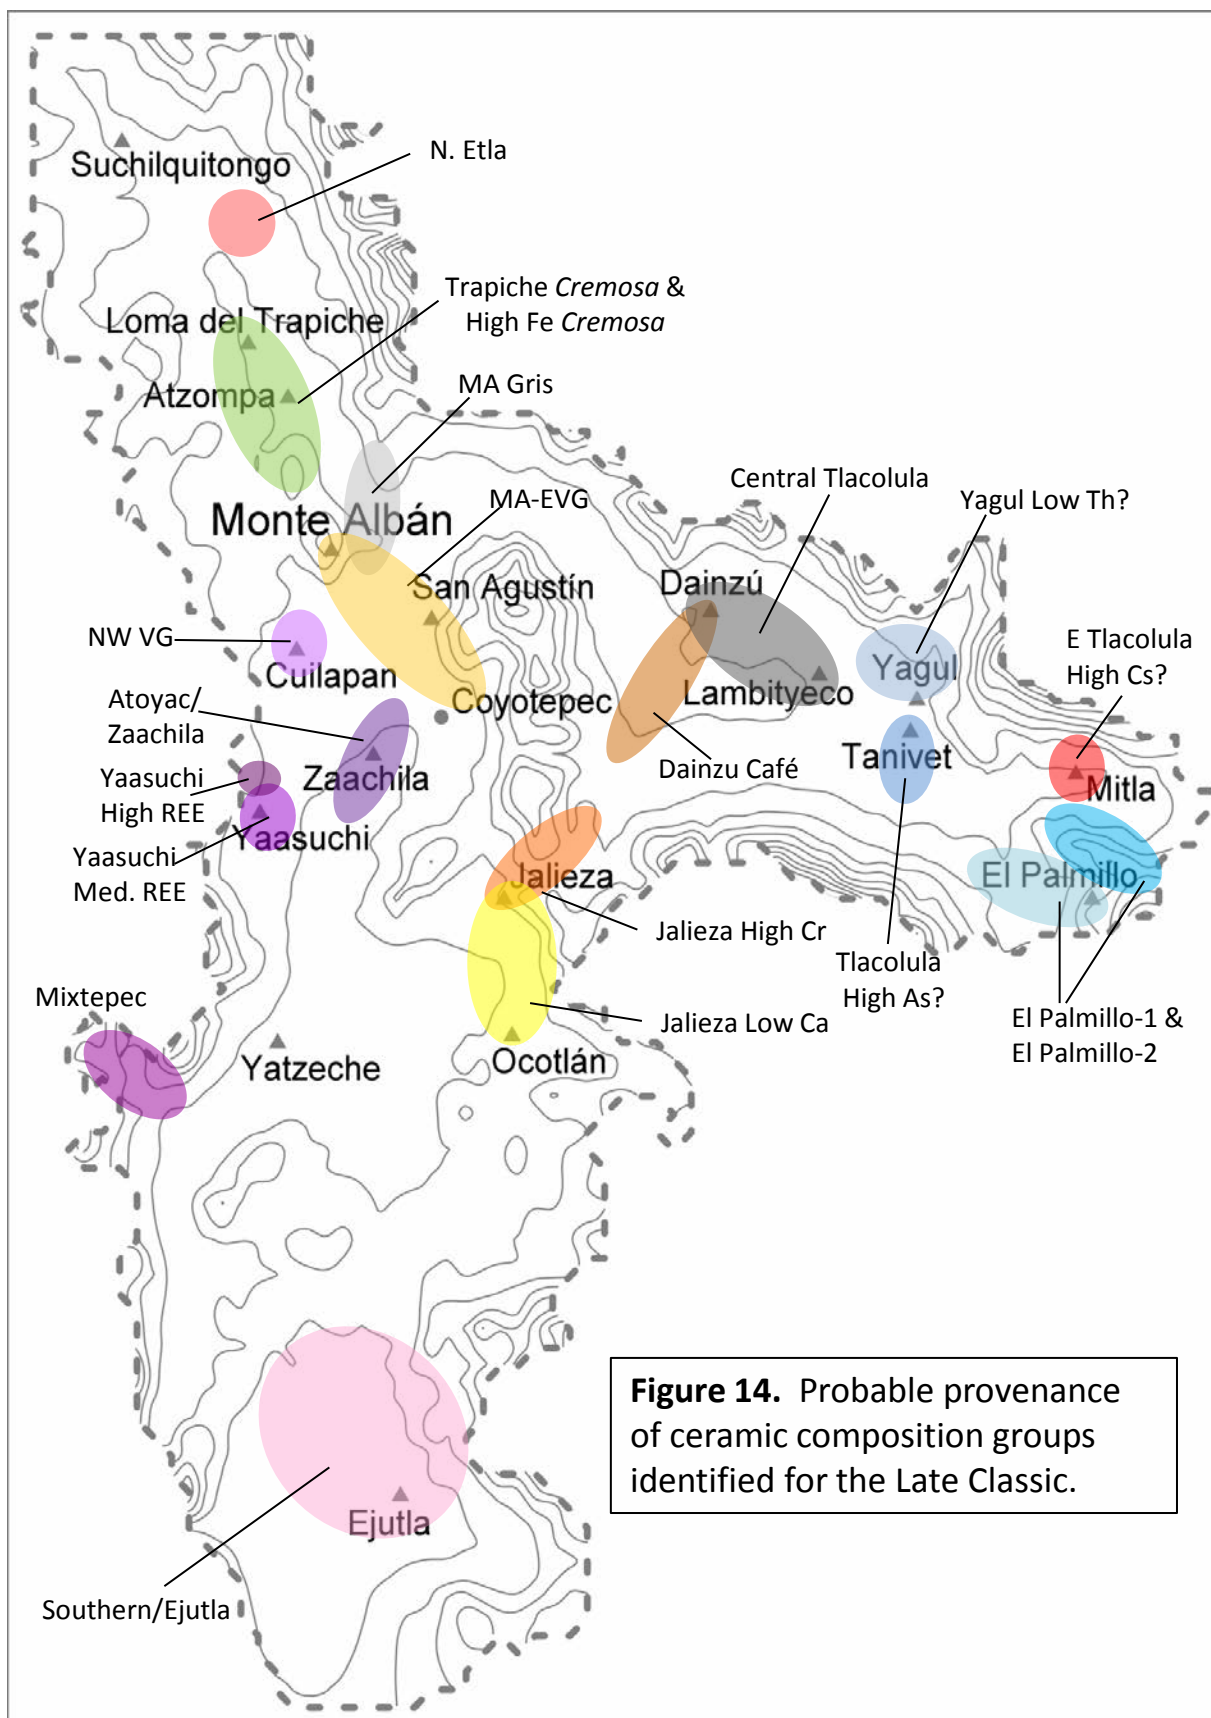 N. Etla
Suchilquitongo
Trapiche Cremosa &
High Fe Cremosa
Loma del Trapiche
Atzompa
MA Gris
Central Tlacolula
MA-EVG
Yagul Low Th?
Monte Albán
San Agustín
Dainzú
NW VG
Cuilapan
E Tlacolula
High Cs?
Yagul
Lambityeco
Atoyac/
Zaachila
Coyotepec
Zaachila
Dainzu Café
Tanivet
Mitla
Yaasuchi
High REE
Yaasuchi
Yaasuchi
Med. REE
Jalieza
El Palmillo
Jalieza High Cr
Tlacolula
High As?
Mixtepec
Jalieza Low Ca
El Palmillo-1 &
El Palmillo-2
Yatzeche
Ocotlán
Figure 14. Probable provenance
of ceramic composition groups
identified for the Late Classic.
Ejutla
Southern/Ejutla